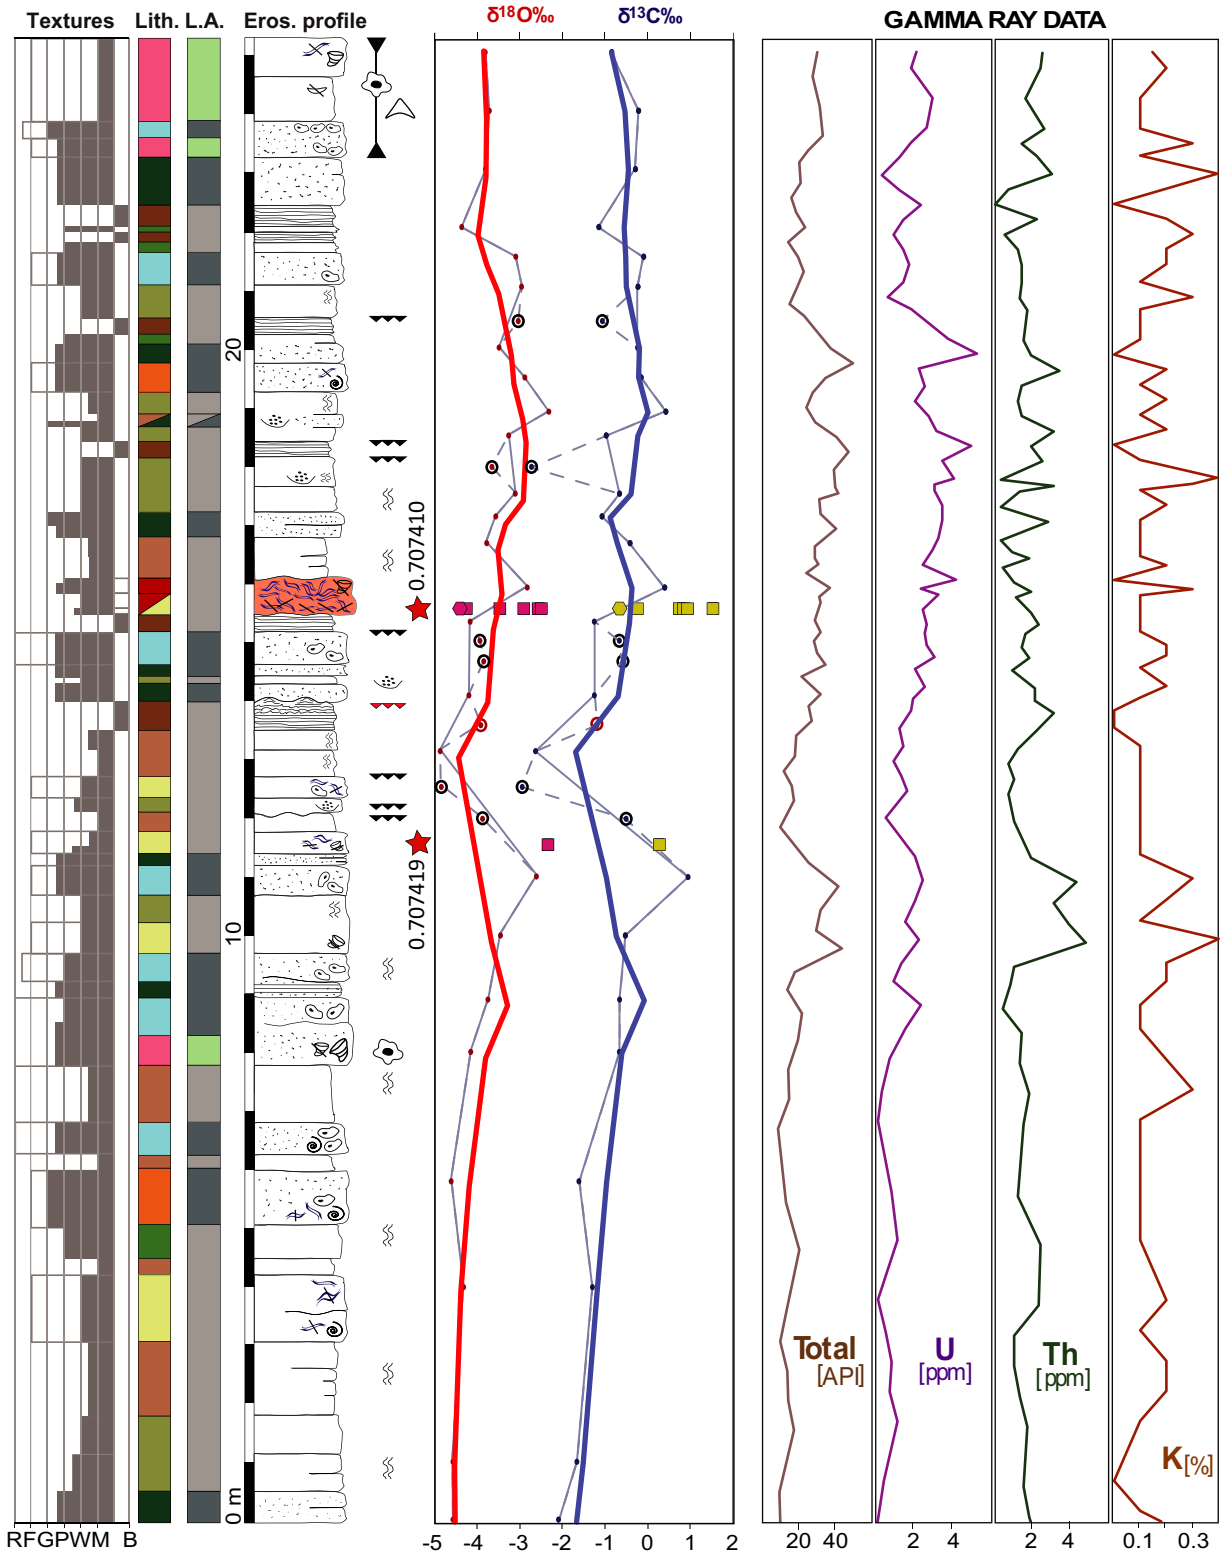 Textures Lith. L.A. Eros. profile δ¹⁸O‰ δ¹³C‰ GAMMA RAY DATA
20
0.707410
0.707419
10
Total
[API]
U
[ppm]
Th
[ppm]
K[%]
0 m
RFGPWM B
-5 -4 -3 -2 -1 0 1 2
20 40
2 4
2 4
0.1 0.3